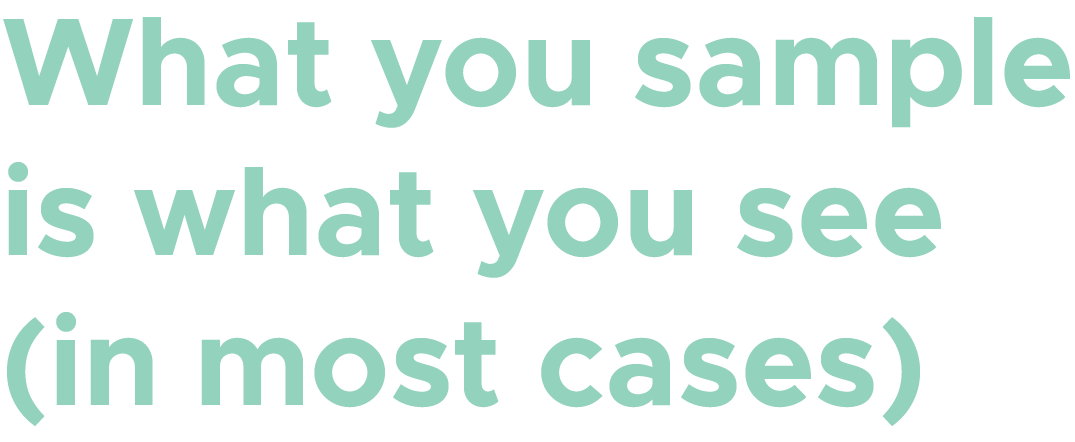 What you sample
is what you see
(in most cases)